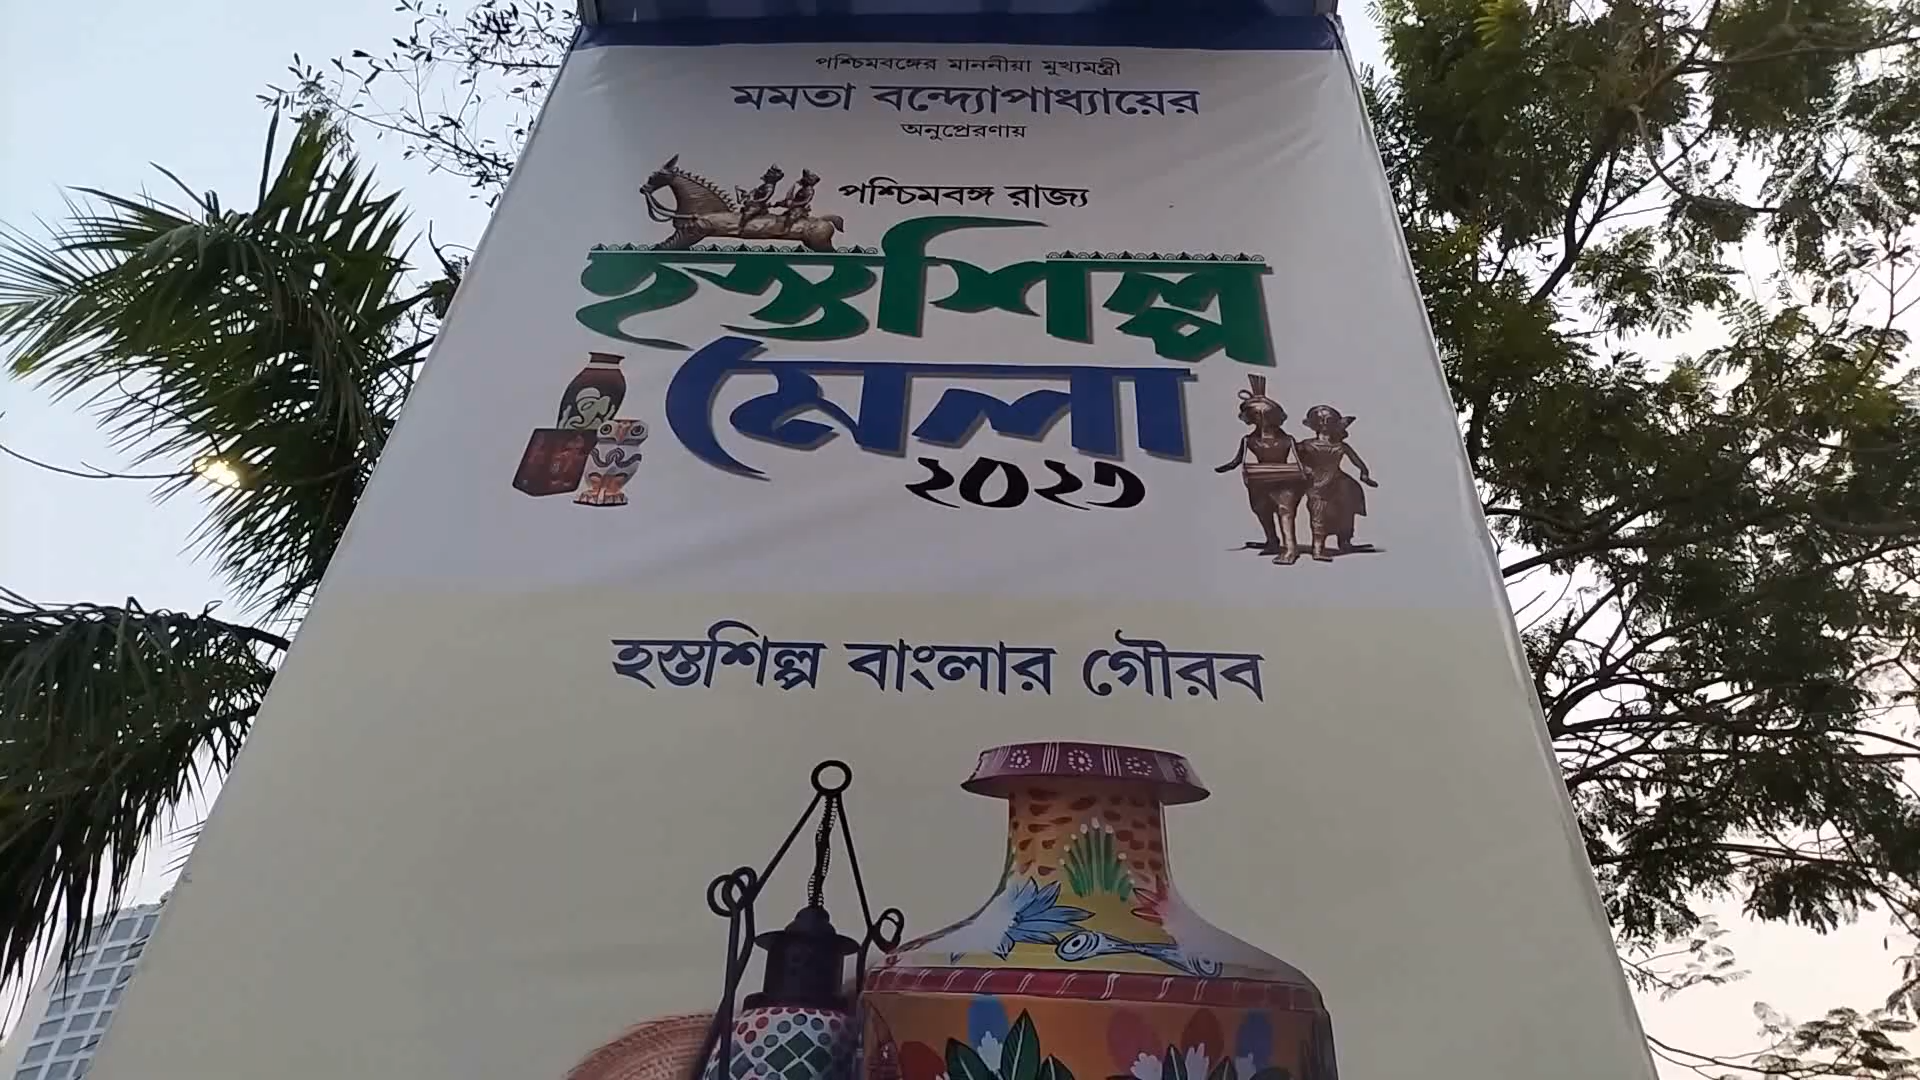 পশ্চিমবঙ্গের মাননীয়া মুখ্যমন্ত্রী
মমতা বন্দ্যোপাধ্যায়ের
অনুপ্রেরণায়
পশ্চিমবঙ্গ রাজ্য
হস্তশিল্প
মেলা
২০২৩
হস্তশিল্প বাংলার গৌরব